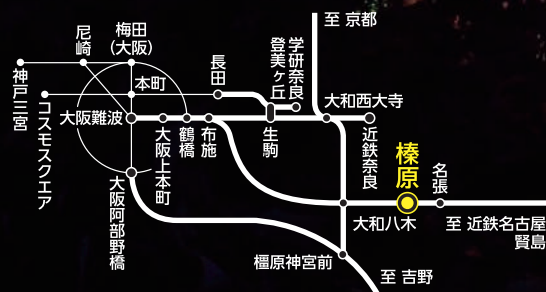 至 京都
梅田
(大阪)
尼崎
神戸三宮
本町
コスモスクエア
長田
学研奈良
登美ヶ丘
大和西大寺
大阪難波
大阪上本町
鶴橋
布施
生駒
近鉄奈良
榛原
名張
大和八木
至 近鉄名古屋
賢島
大阪阿部野橋
橿原神宮前
至 吉野